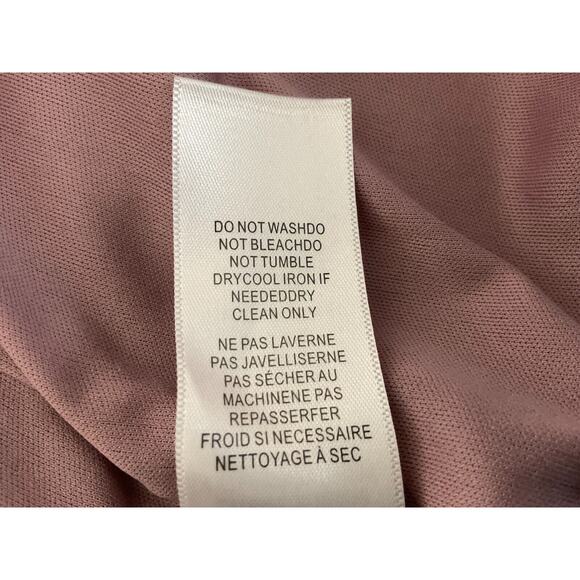 DO NOT WASHDO
NOT BLEACHDO
NOT TUMBLE
DRYCOOL IRON IF
NEEDEDDRY
CLEAN ONLY
NE PAS LAVERNE
PAS JAVELLISERNE
PAS SÉCHER AU
MACHINENE PAS
REPASSERFER
FROID SI NECESSAIRE
NETTOYAGE À SEC